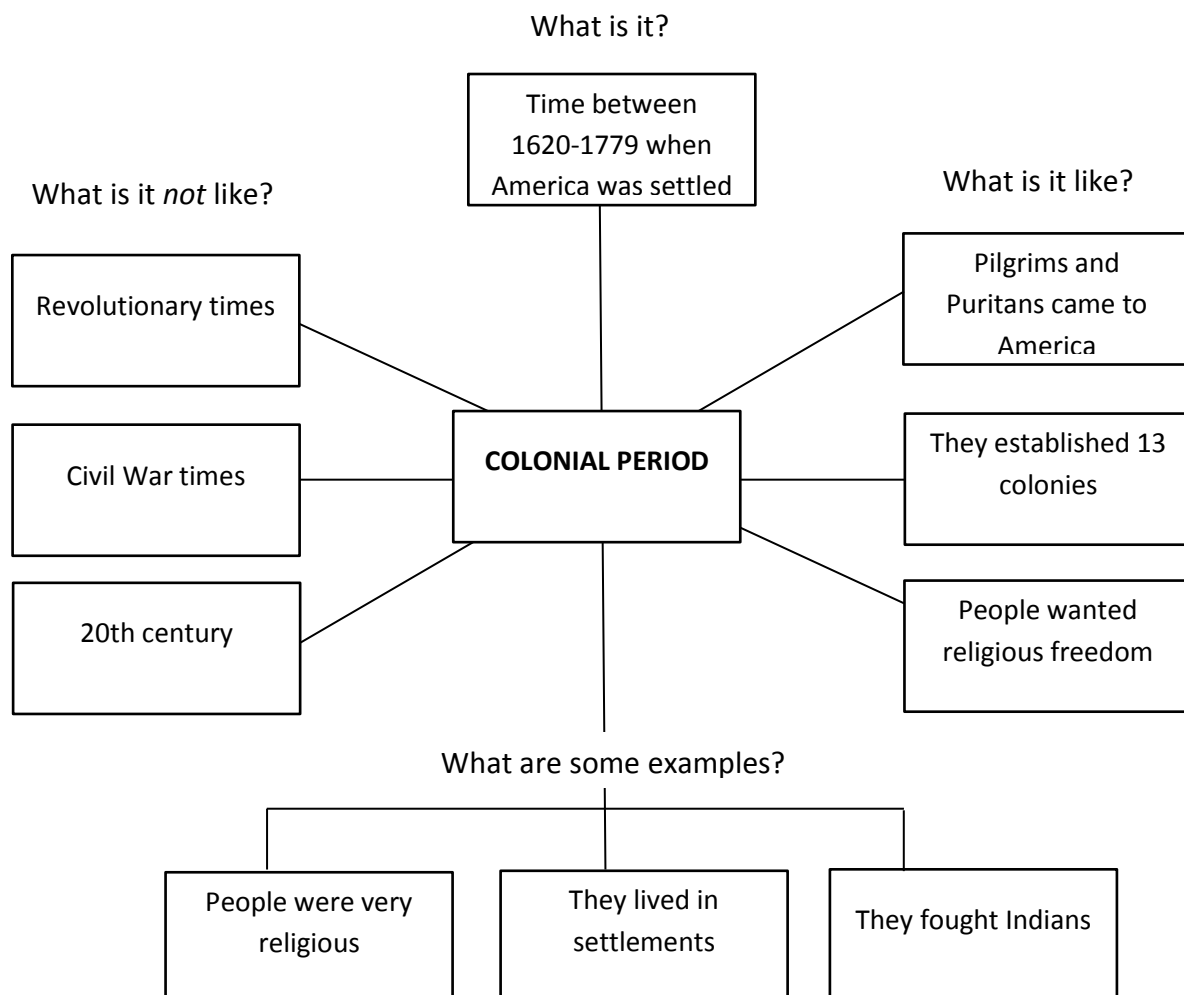 What is it?
Time between
1620-1779 when
America was settled
What is it not like?
What is it like?
Revolutionary times
Pilgrims and
Puritans came to
America
COLONIAL PERIOD
Civil War times
They established 13
colonies
20th century
People wanted
religious freedom
What are some examples?
People were very
religious
They lived in
settlements
They fought Indians